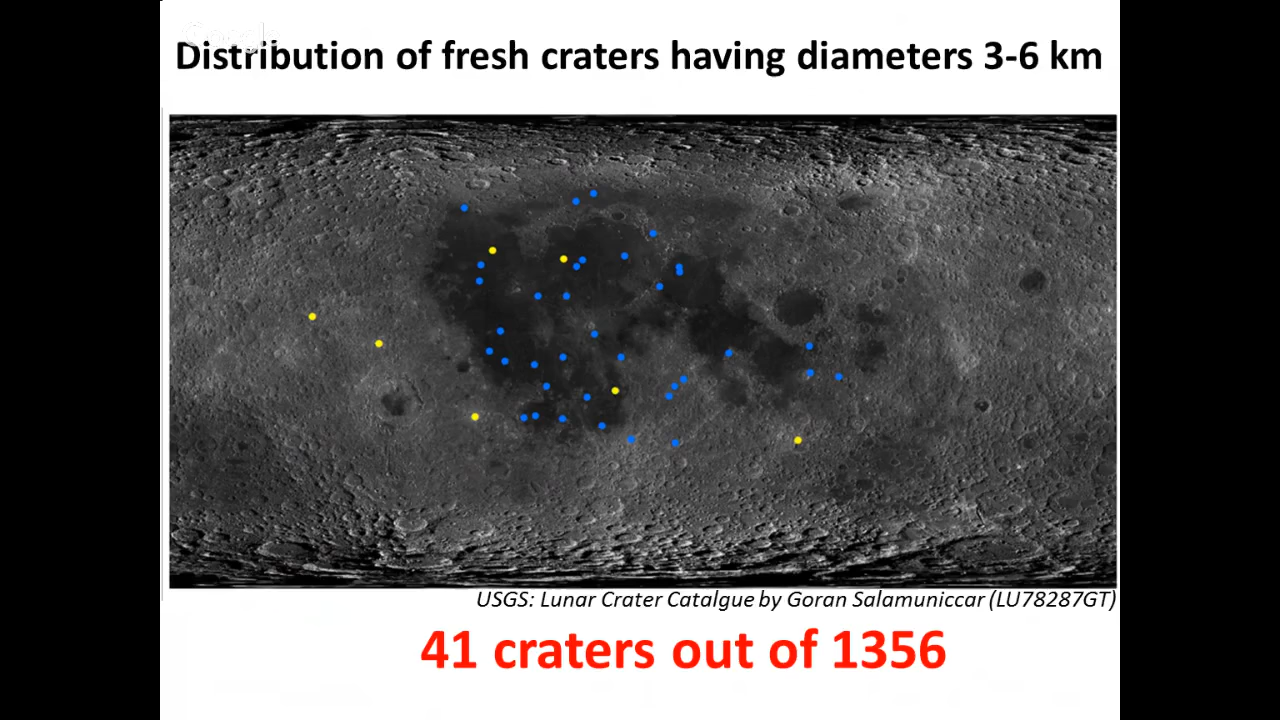 Google
Distribution of fresh craters having diameters 3-6 km
USGS: Lunar Crater Catalgue by Goran Salamuniccar (LU78287GT)
41 craters out of 1356